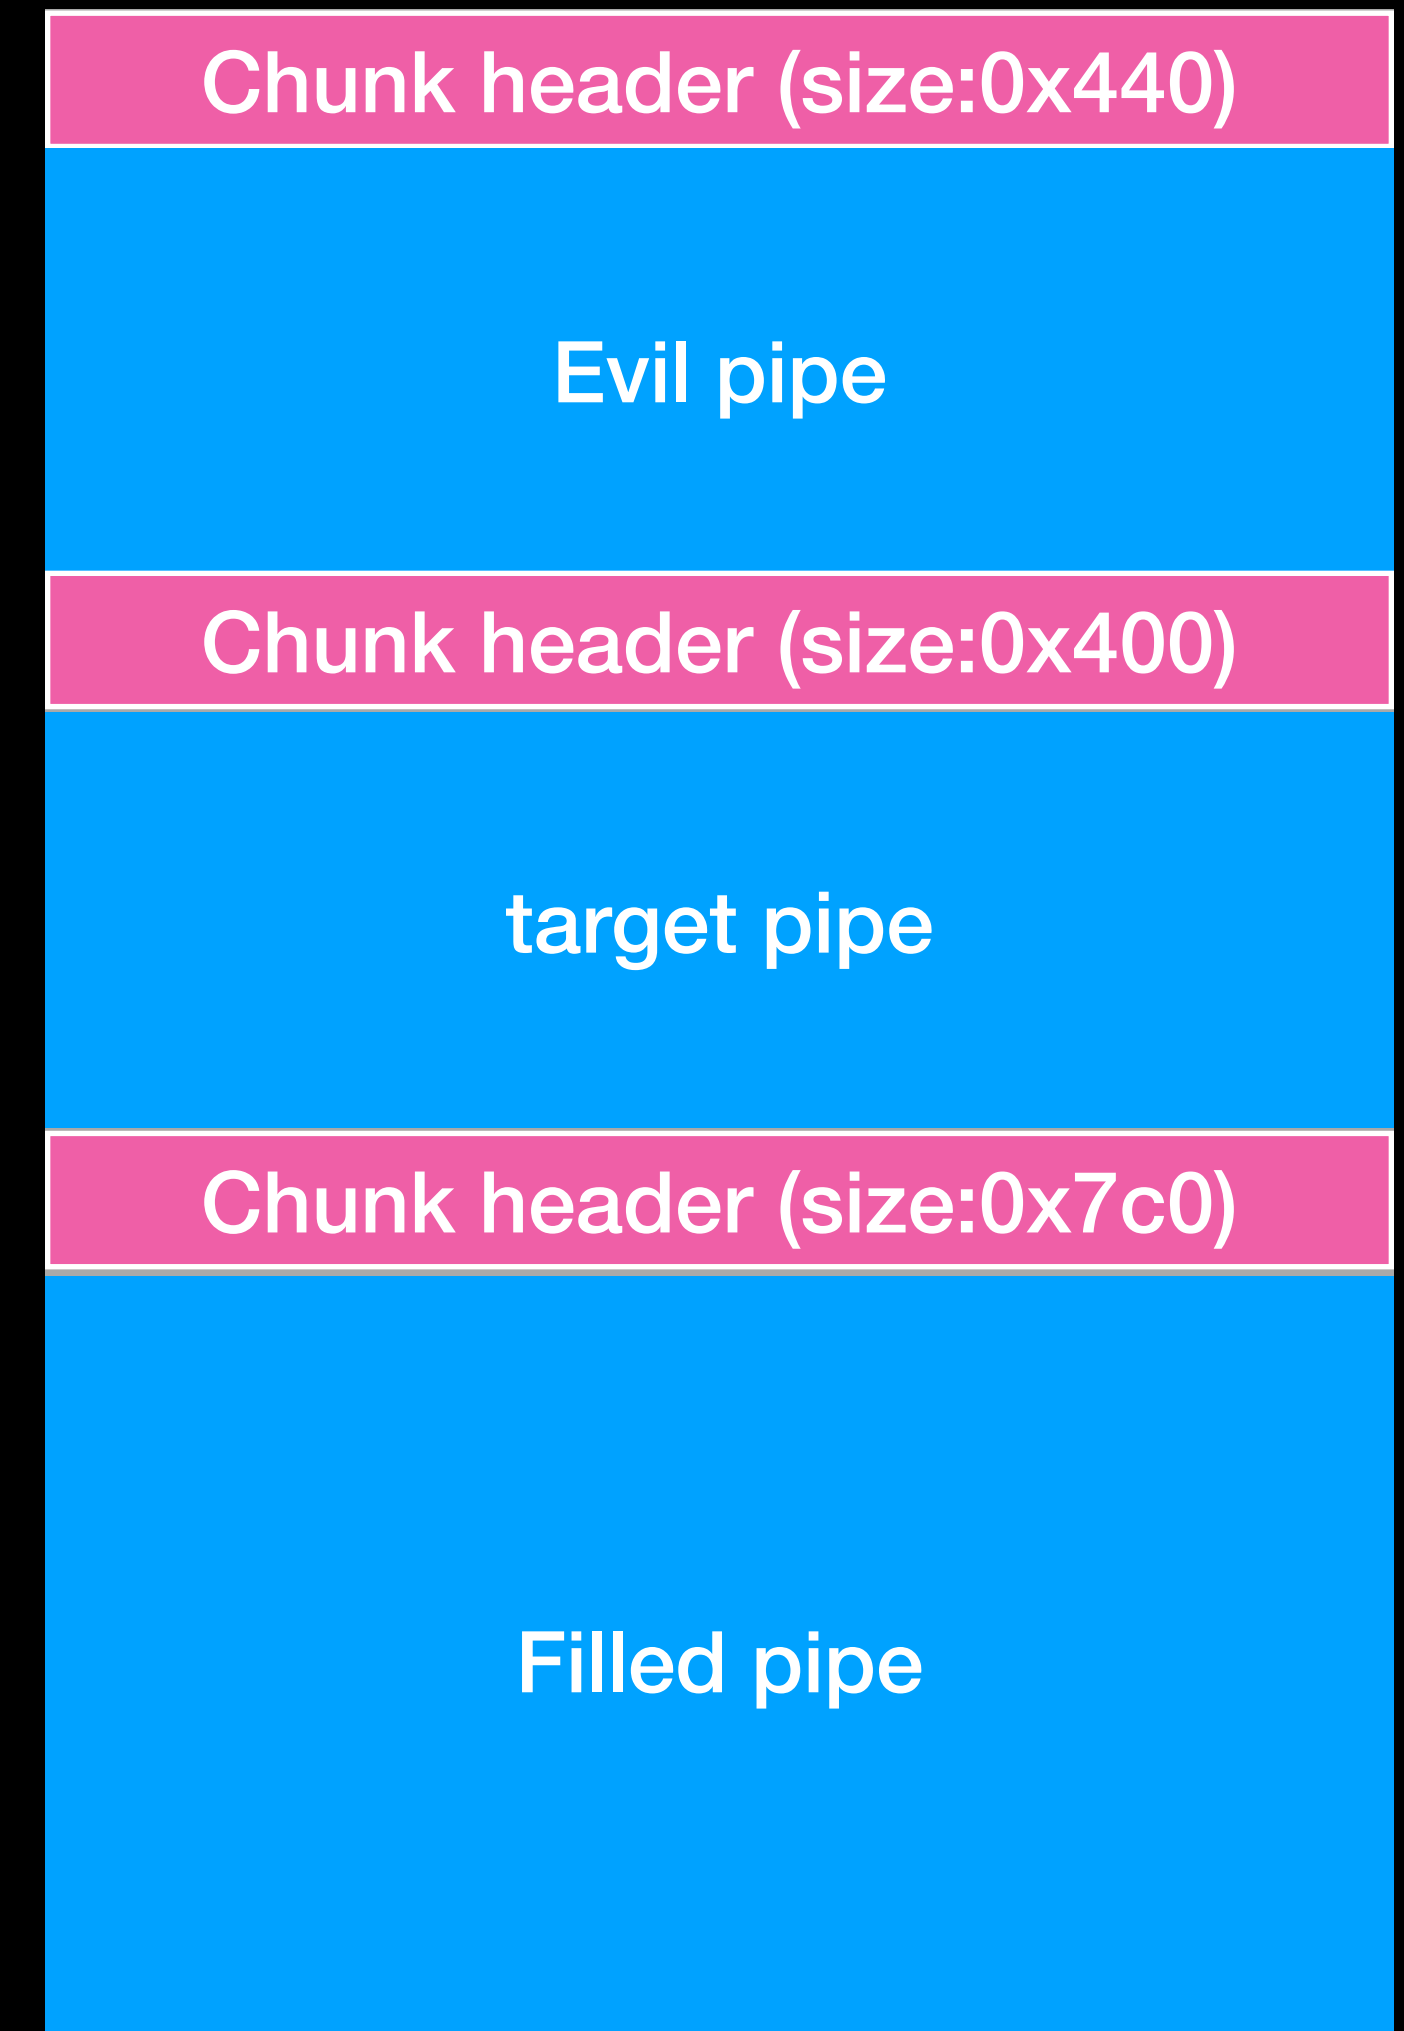 Chunk header (size:0x440)
Evil pipe
Chunk header (size:0x400)
target pipe
Chunk header (size:0x7c0)
Filled pipe